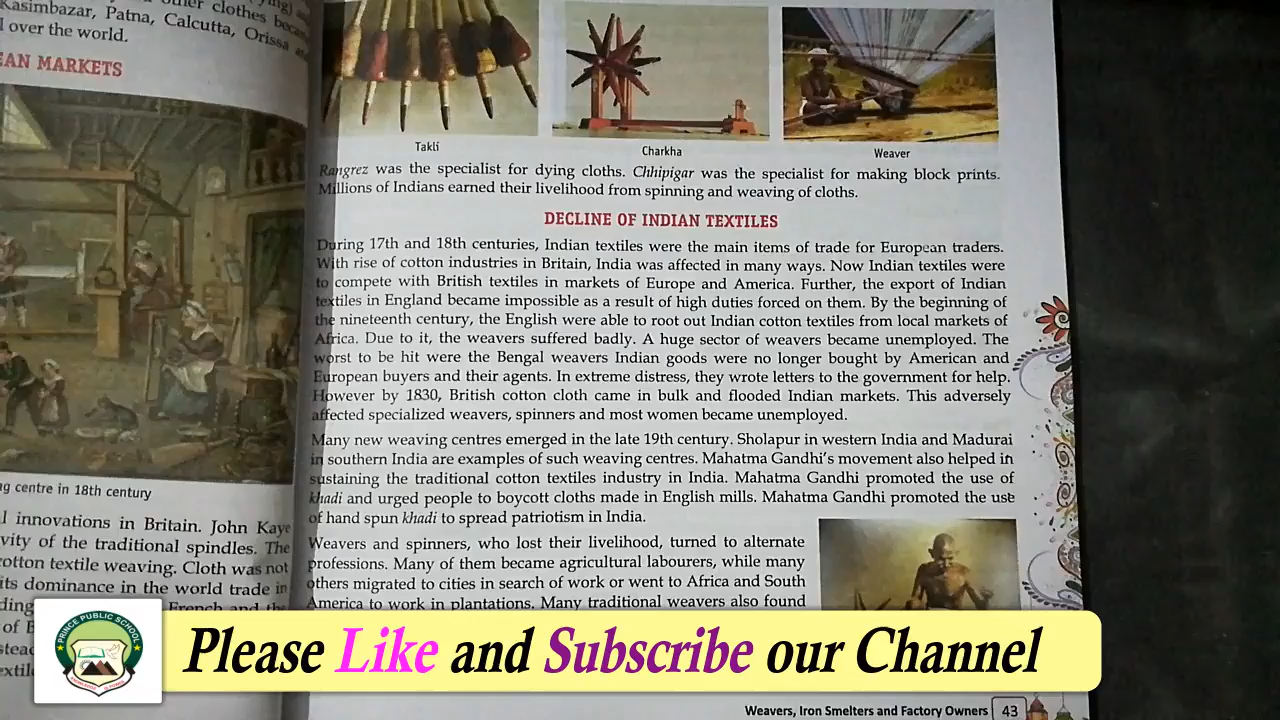 Kasimbazar, Patna, Calcutta, Orissa
over the world.
EAN MARKETS
g centre in 18th century
l innovations in Britain. John Kaye
vity of the traditional spindles. The
otton textile weaving. Cloth was not
its dominance in the world trade in
French and the
of
Takli
Charkha
Weaver
Rangrez was the specialist for dying cloths. Chhipigar was the specialist for making block prints.
Millions of Indians earned their livelihood from spinning and weaving of cloths.
DECLINE OF INDIAN TEXTILES
During 17th and 18th centuries, Indian textiles were the main items of trade for European traders.
With rise of cotton industries in Britain, India was affected in many ways. Now Indian textiles were
to compete with British textiles in markets of Europe and America. Further, the export of Indian
textiles in England became impossible as a result of high duties forced on them. By the beginning of
the nineteenth century, the English were able to root out Indian cotton textiles from local markets of
Africa. Due to it, the weavers suffered badly. A huge sector of weavers became unemployed. The
worst to be hit were the Bengal weavers Indian goods were no longer bought by American and
European buyers and their agents. In extreme distress, they wrote letters to the government for help.
However by 1830, British cotton cloth came in bulk and flooded Indian markets. This adversely
affected specialized weavers, spinners and most women became unemployed.
Many new weaving centres emerged in the late 19th century. Sholapur in western India and Madurai
in southern India are examples of such weaving centres. Mahatma Gandhi's movement also helped in
sustaining the traditional cotton textiles industry in India. Mahatma Gandhi promoted the use of
khadi and urged people to boycott cloths made in English mills. Mahatma Gandhi promoted the use
of hand spun khadi to spread patriotism in India.
Weavers and spinners, who lost their livelihood, turned to alternate
professions. Many of them became agricultural labourers, while many
others migrated to cities in search of work or went to Africa and South
America to work in plantations. Many traditional weavers also found
PRINCE PUBLIC SCHOOL
Please Like and Subscribe our Channel
Weavers, Iron Smelters and Factory Owners 43